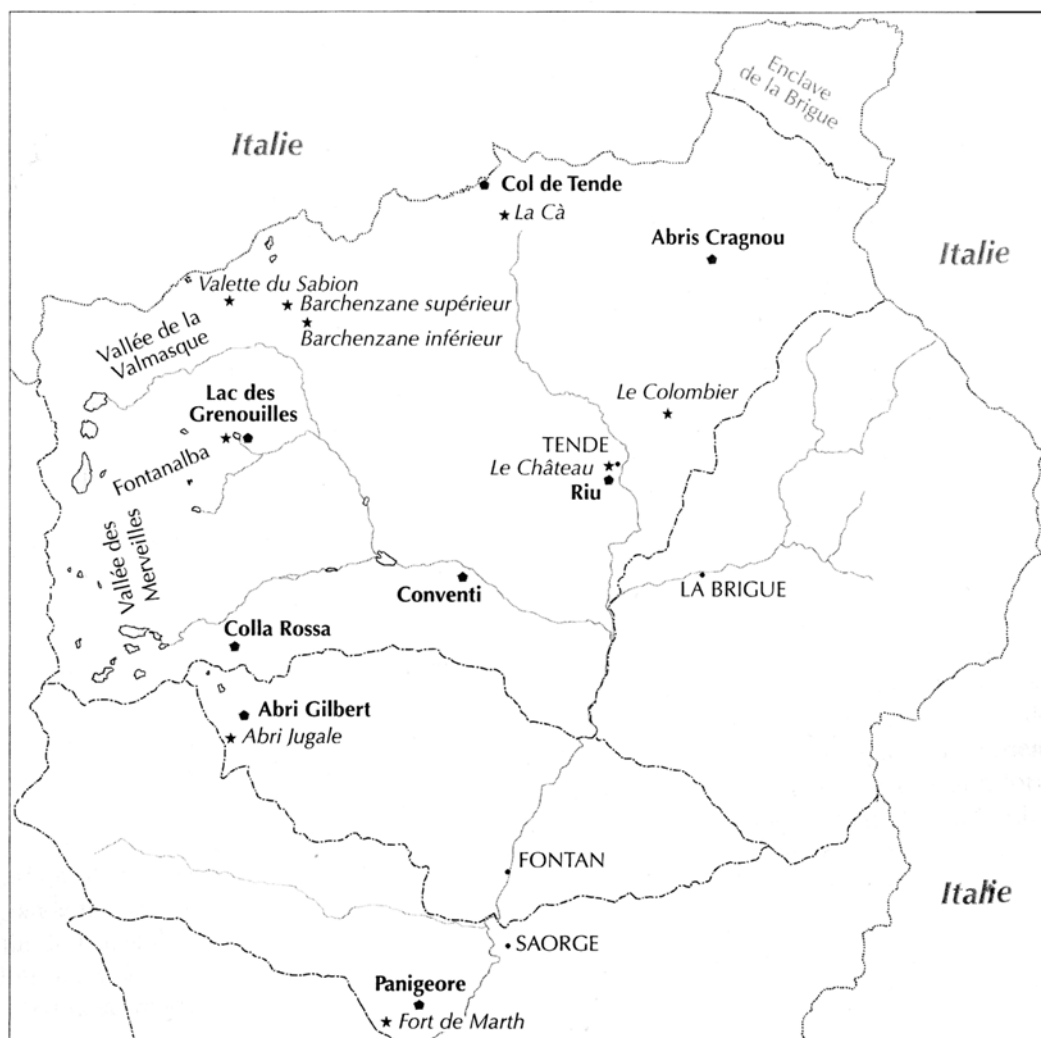 Enclave
de la Brigue
Italie
Col de Tende
La Cà
Abris Cragnou
Italie
Valette du Sabion
Barchenzane supérieur
Barchenzane inférieur
Vallée de la
Valmasque
Lac des
Grenouilles
Le Colombier
TENDE
Le Château
Riu
Fontanalba
Vallée des
Merveilles
Conventi
LA BRIGUE
Colla Rossa
Abri Gilbert
Abri Jugale
FONTAN
Italie
SAORGE
Panigeore
Fort de Marth